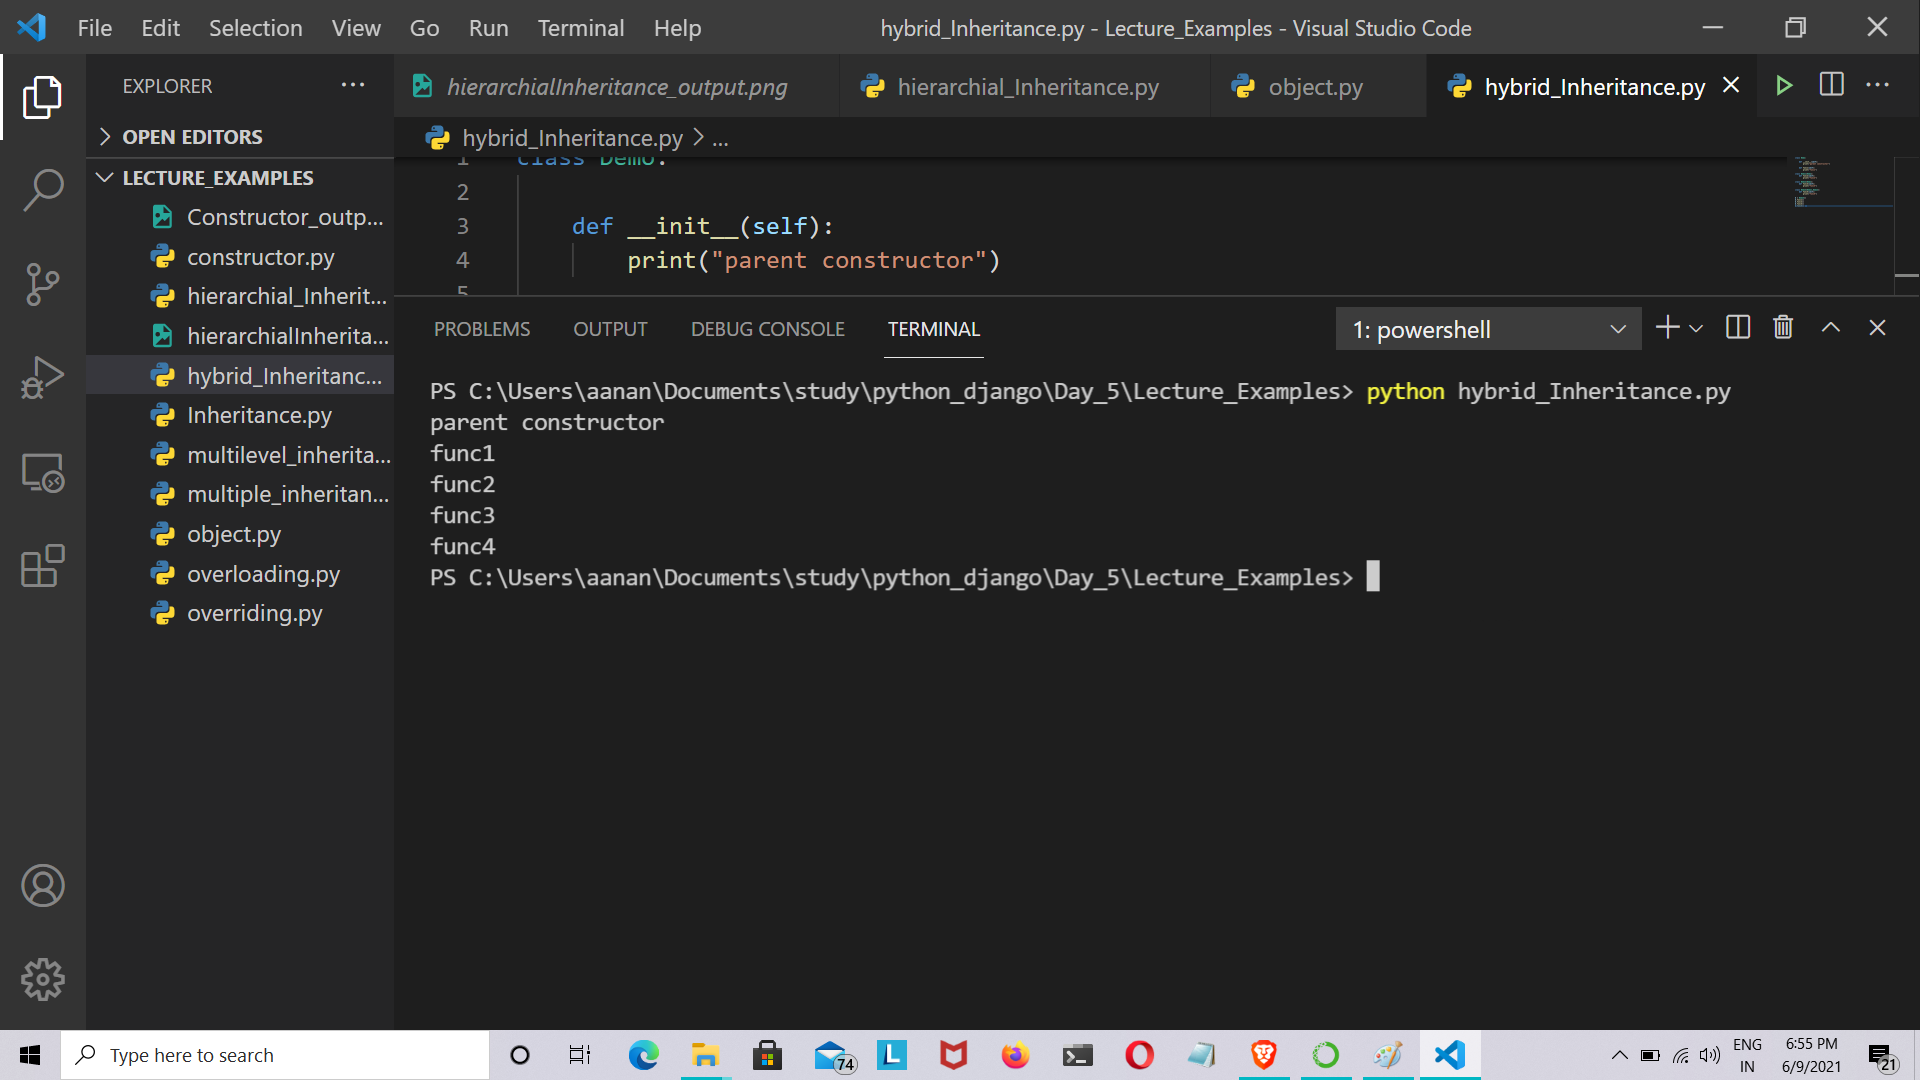 File Edit Selection View Go Run Terminal Help
hybrid_Inheritance.py - Lecture_Examples - Visual Studio Code
EXPLORER
hierarchialInheritance_output.png
hierarchial_Inheritance.py
object.py
hybrid_Inheritance.py
OPEN EDITORS
LECTURE_EXAMPLES
Constructor_outp...
constructor.py
hierarchial_Inherit...
hierarchialInherita...
hybrid_Inheritanc...
Inheritance.py
multilevel_inherita...
multiple_inheritan...
object.py
overloading.py
overriding.py
hybrid_Inheritance.py > ...
1 class Demo:
2
3 def __init__(self):
4 print("parent constructor")
5
PROBLEMS OUTPUT DEBUG CONSOLE TERMINAL
1: powershell
PS C:\Users\aanan\Documents\study\python_django\Day_5\Lecture_Examples> python hybrid_Inheritance.py
parent constructor
func1
func2
func3
func4
PS C:\Users\aanan\Documents\study\python_django\Day_5\Lecture_Examples>
Type here to search
74
L
ENG
IN
6:55 PM
6/9/2021
21